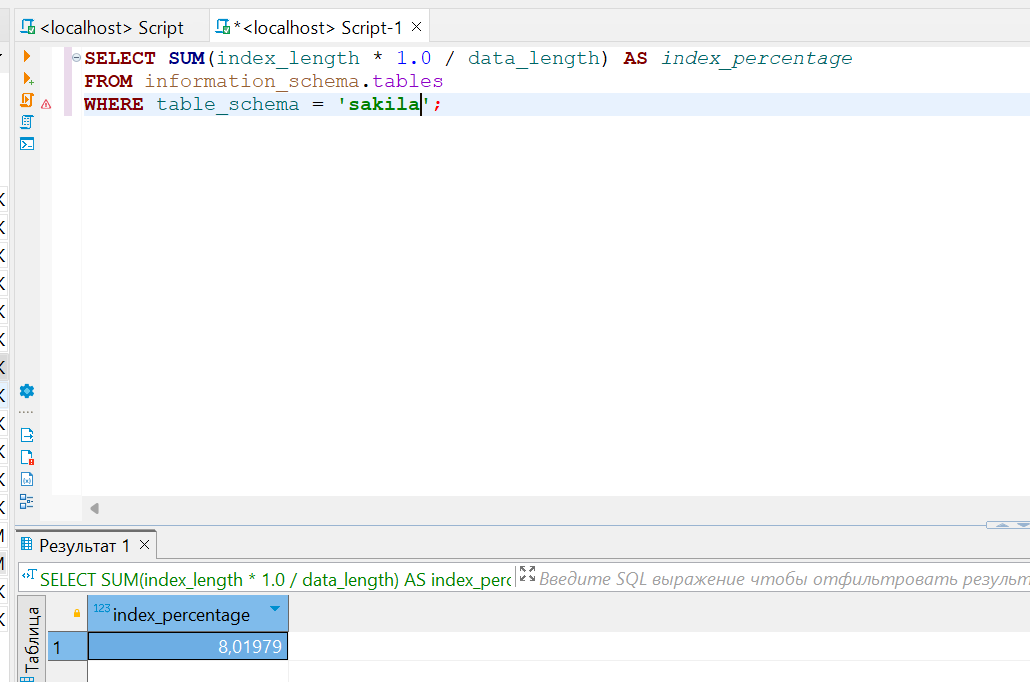 <localhost> Script
*<localhost> Script-1
SELECT SUM(index_length * 1.0 / data_length) AS index_percentage
FROM information_schema.tables
WHERE table_schema = 'sakila';
Результат 1
SELECT SUM(index_length * 1.0 / data_length) AS index_perc
Введите SQL выражение чтобы отфильтровать результ
Таблица
123 index_percentage
1
8,01979